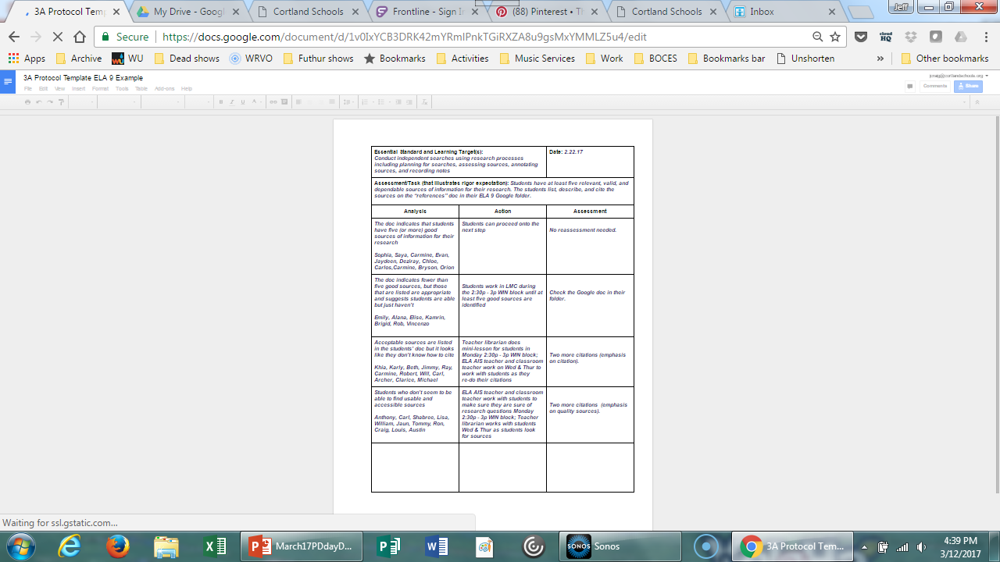 3A Protocol Tem
My Drive - Googl
Cortland Schools
Frontline - Sign In
(88) Pinterest • T
Cortland Schools
Inbox
Jeff
Secure https://docs.google.com/document/d/1v0IxYCB3DRK42mYRmIPnkTGiRXZA8u9gsMxYMMLZ5u4/edit
Apps Archive WU Dead shows WRVO Futhur shows Bookmarks Activities Music Services Work BOCES Bookmarks bar Unshorten » Other bookmarks
3A Protocol Template ELA 9 Example
jcraig@cortlandschools.org
File Edit View Insert Format Tools Table Add-ons Help
Comments Share
Essential Standard and Learning Target(s):
Conduct independent searches using research processes
including planning for searches, assessing sources, annotating
sources, and recording notes
Date: 2.22.17
Assessment/Task (that illustrates rigor expectation): Students have at least five relevant, valid, and
dependable sources of information for their research. The students list, describe, and cite the
sources on the "references" doc in their ELA 9 Google folder.
Analysis Action Assessment
The doc indicates that students
have five (or more) good
sources of information for their
research
Sophia, Saya, Carmine, Evan,
Jaydeen, Deziray, Chloe,
Carlos,Carmine, Bryson, Orion
Students can proceed onto the
next step
No reassessment needed.
The doc indicates fewer than
five good sources, but those
that are listed are appropriate
and suggests students are able
but just haven't
Emily, Alana, Elise, Kamrin,
Brigid, Rob, Vincenzo
Students work in LMC during
the 2:30p - 3p WIN block until at
least five good sources are
identified
Check the Google doc in their
folder.
Acceptable sources are listed
in the students' doc but it looks
like they don't know how to cite
Khia, Karly, Beth, Jimmy, Ray,
Carmine, Robert, Will, Carl,
Archer, Clarice, Michael
Teacher librarian does
mini-lesson for students in
Monday 2:30p - 3p WIN block;
ELA AIS teacher and classroom
teacher work on Wed & Thur to
work with students as they
re-do their citations
Two more citations (emphasis
on citation).
Students who don't seem to be
able to find usable and
accessible sources
Anthony, Carl, Shabree, Lisa,
William, Jaun, Tommy, Ron,
Craig, Louis, Austin
ELA AIS teacher and classroom
teacher work with students to
make sure they are sure of
research questions Monday
2:30p - 3p WIN block; Teacher
librarian works with students
Wed & Thur as students look
for sources
Two more citations (emphasis
on quality sources).
Waiting for ssl.gstatic.com...
March17PDdayD...
SONOS
Sonos
3A Protocol Tem...
4:39 PM
3/12/2017